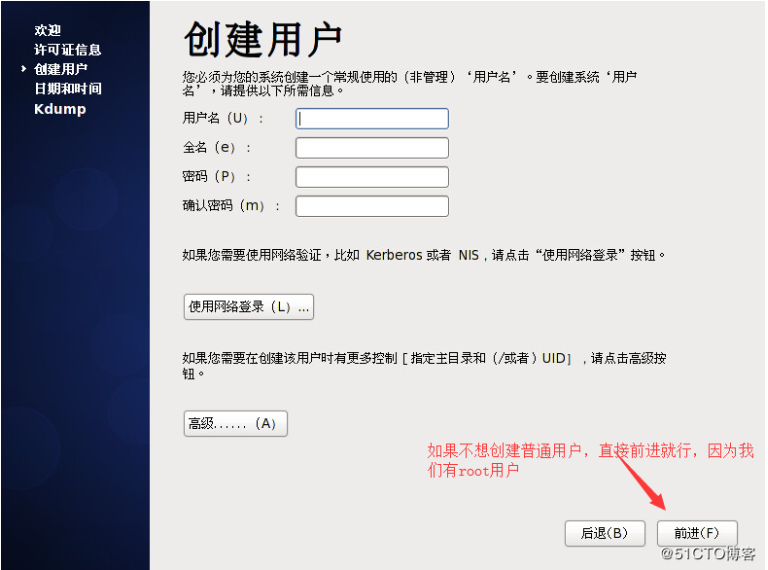 欢迎
许可证信息
创建用户
日期和时间
Kdump
创建用户
您必须为您的系统创建一个常规使用的（非管理）‘用户名’。要创建系统‘用户
名’，请提供以下所需信息。
用户名（U）：
全名（e）：
密码（P）：
确认密码（m）：
如果您需要使用网络验证，比如 Kerberos 或者 NIS，请点击“使用网络登录”按钮。
使用网络登录（L）...
如果您需要在创建该用户时有更多控制［指定主目录和（/或者）UID］，请点击高级按
钮。
高级......（A）
如果不想创建普通用户，直接前进就行，因为我
们有root用户
后退(B)
前进(F)
@51CTO博客